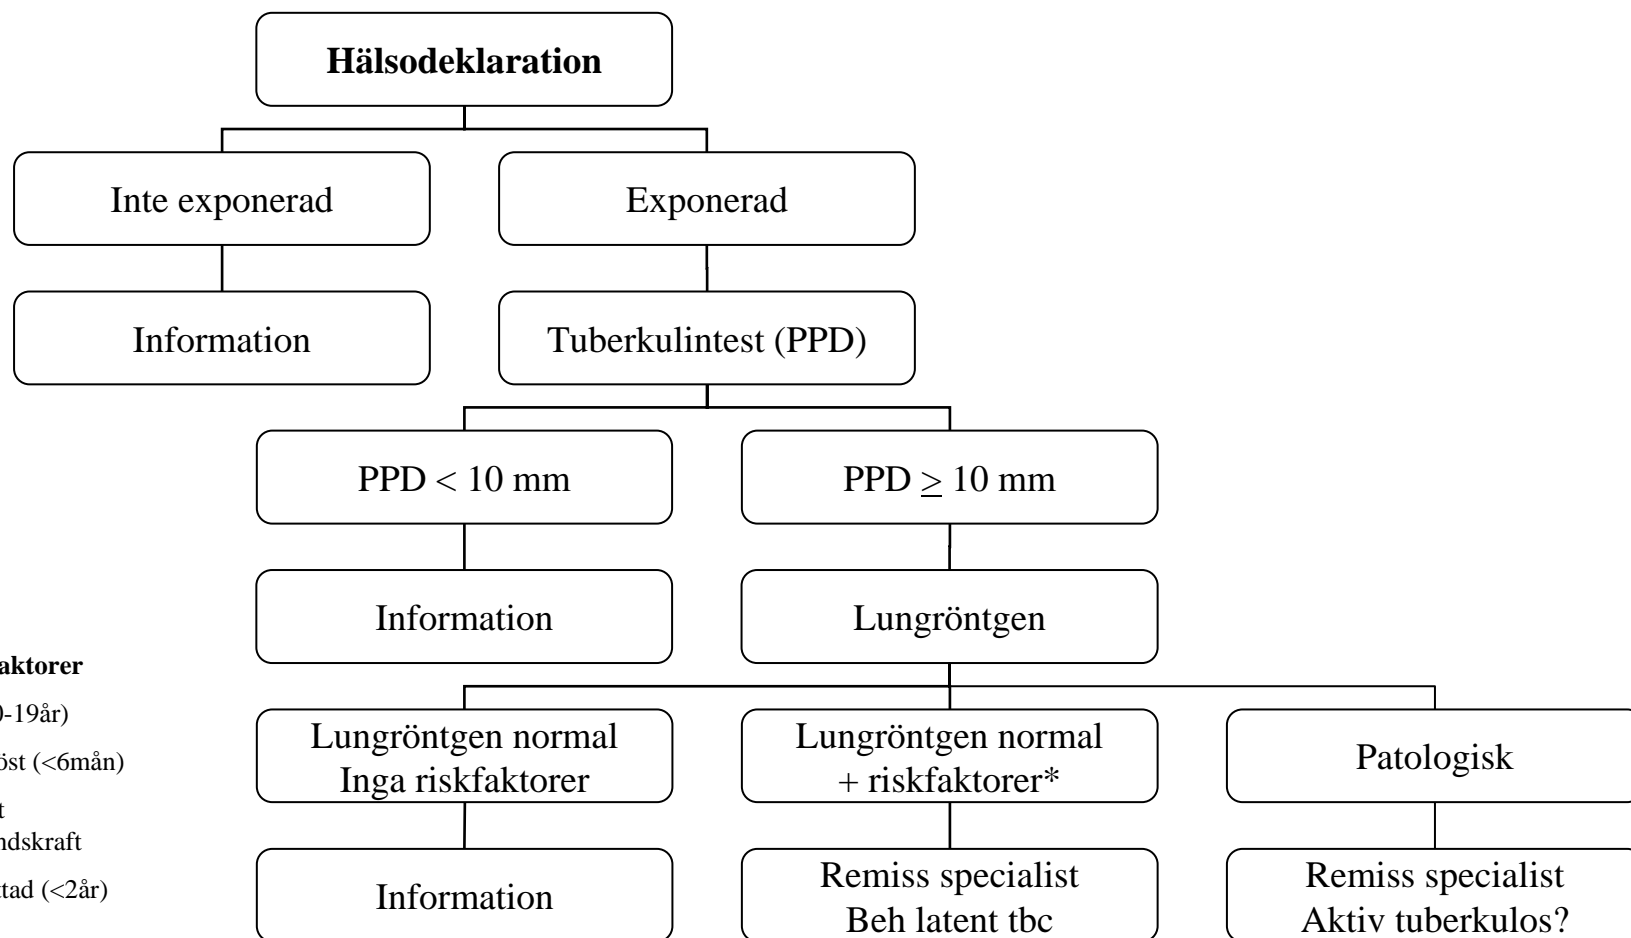 Hälsodeklaration
Inte exponerad
Exponerad
Information
Tuberkulintest (PPD)
PPD < 10 mm
PPD ≥ 10 mm
Information
Lungröntgen
aktorer
0-19år)
öst (<6mån)
t
ndskraft
tad (<2år)
Lungröntgen normal
Inga riskfaktorer
Lungröntgen normal
+ riskfaktorer*
Patologisk
Information
Remiss specialist
Beh latent tbc
Remiss specialist
Aktiv tuberkulos?